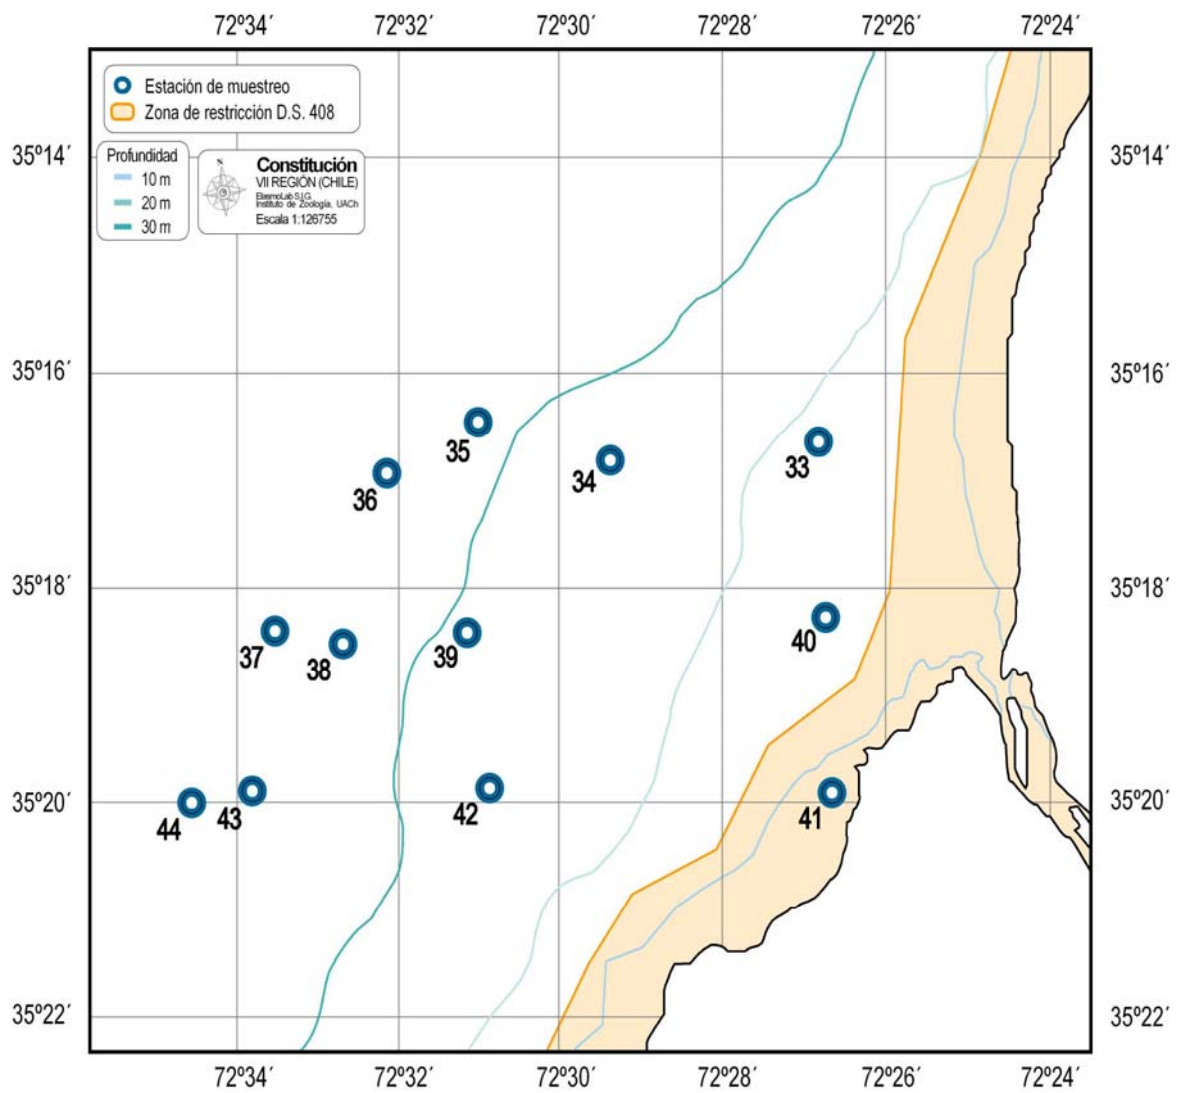 72º34´ 72º32´ 72º30´ 72º28´ 72º26´ 72º24´
Estación de muestreo
Zona de restricción D.S. 408
Profundidad
10 m
20 m
30 m
N
Constitución
VII REGIÓN (CHILE)
ElasmoLab S.I.G.
Instituto de Zoología, UACh
Escala 1:126755
35º14´ 35º14´
35º16´ 35º16´
35
33
34
36
35º18´ 35º18´
40
37
39
38
35º20´ 35º20´
42
43
41
44
35º22´ 35º22´
72º34´ 72º31´ 72º30´ 72º28´ 72º26´ 72º24´